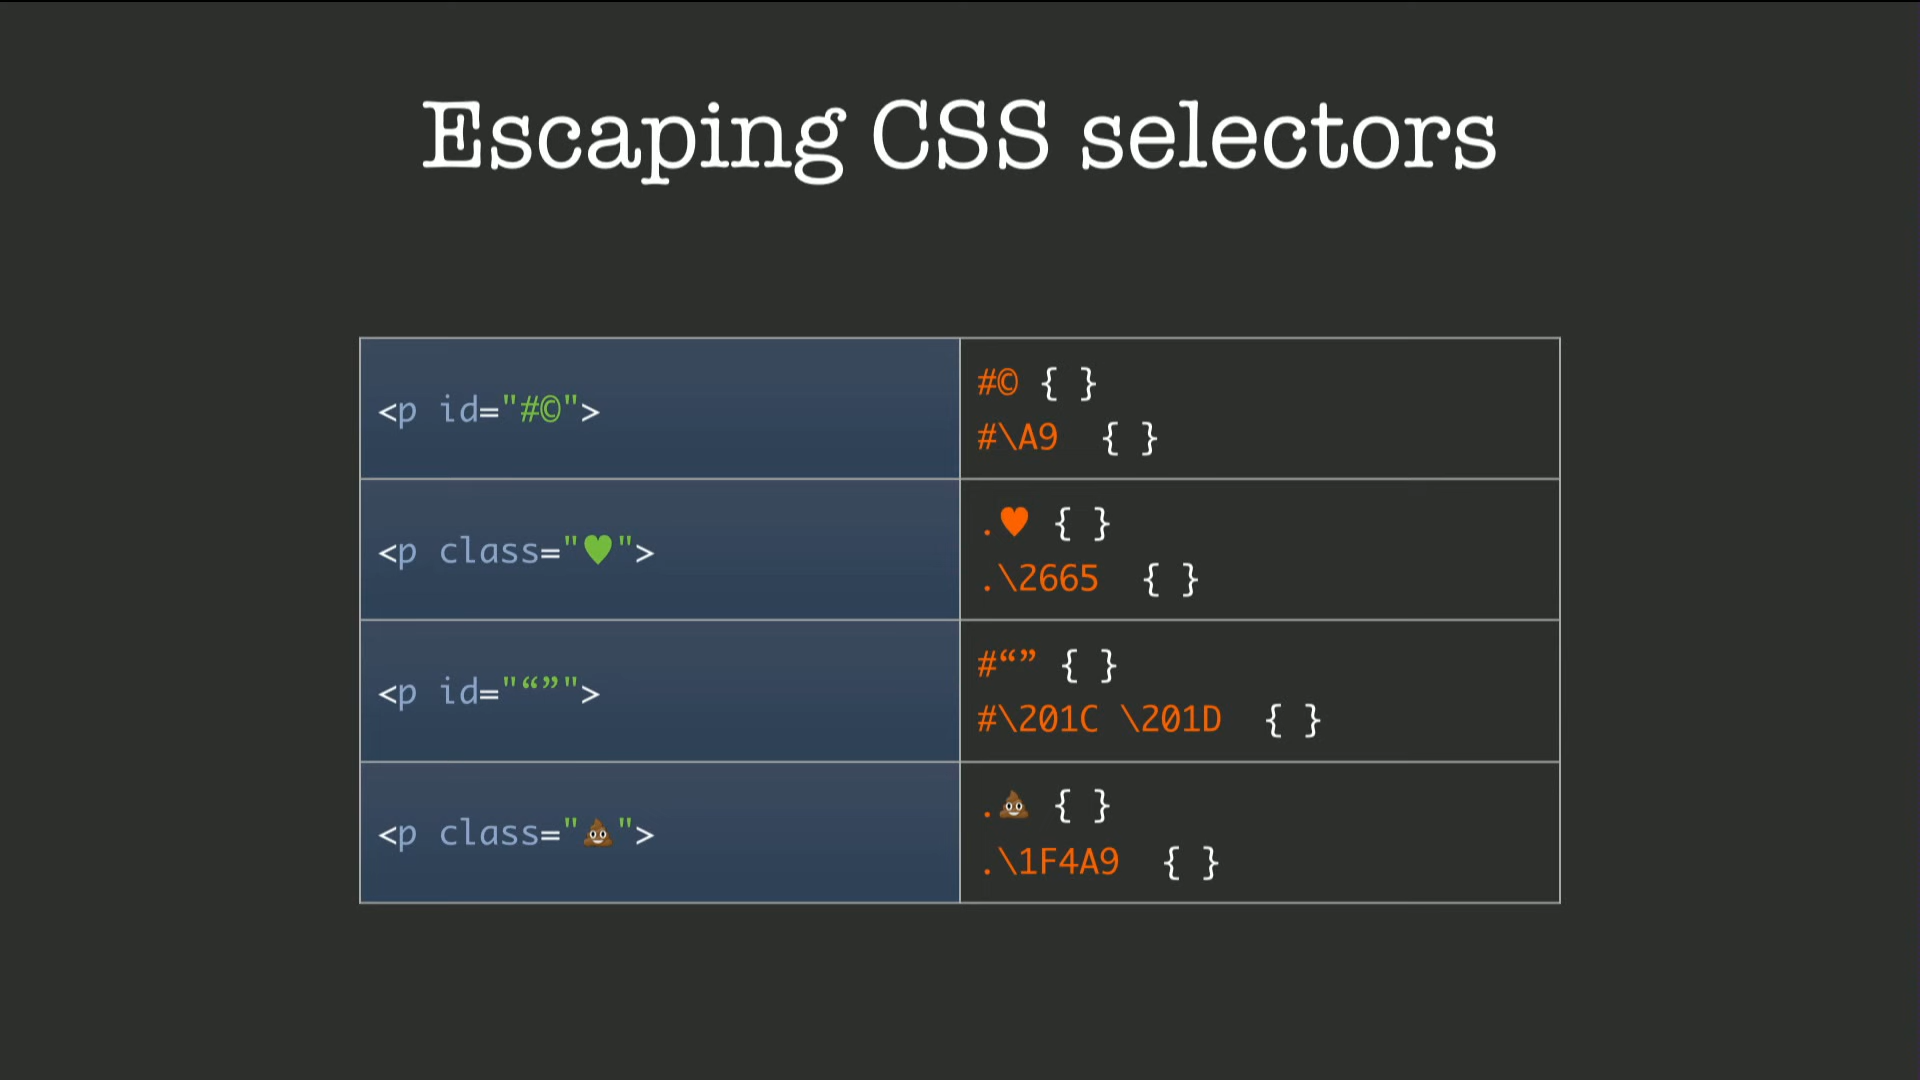 Escaping CSS selectors
<p id="#©">
#© { }
#\A9  { }
<p class="♥">
.♥ { }
.\2665  { }
<p id="“”">
#“” { }
#\201C \201D  { }
<p class="💩">
.💩 { }
.\1F4A9  { }